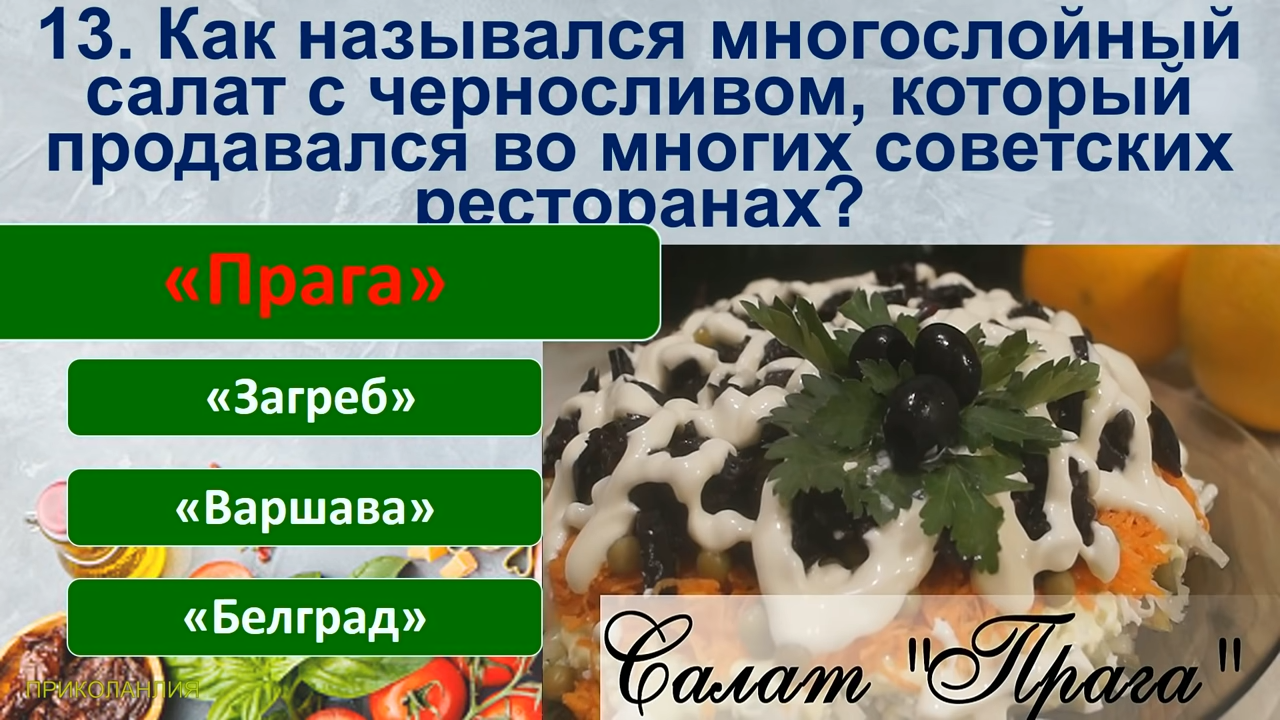 13. Как назывался многослойный
салат с черносливом, который
продавался во многих советских
ресторанах?
«Прага»
«Загреб»
«Варшава»
«Белград»
ПРИКОЛАНДИЯ
Салат "Прага"